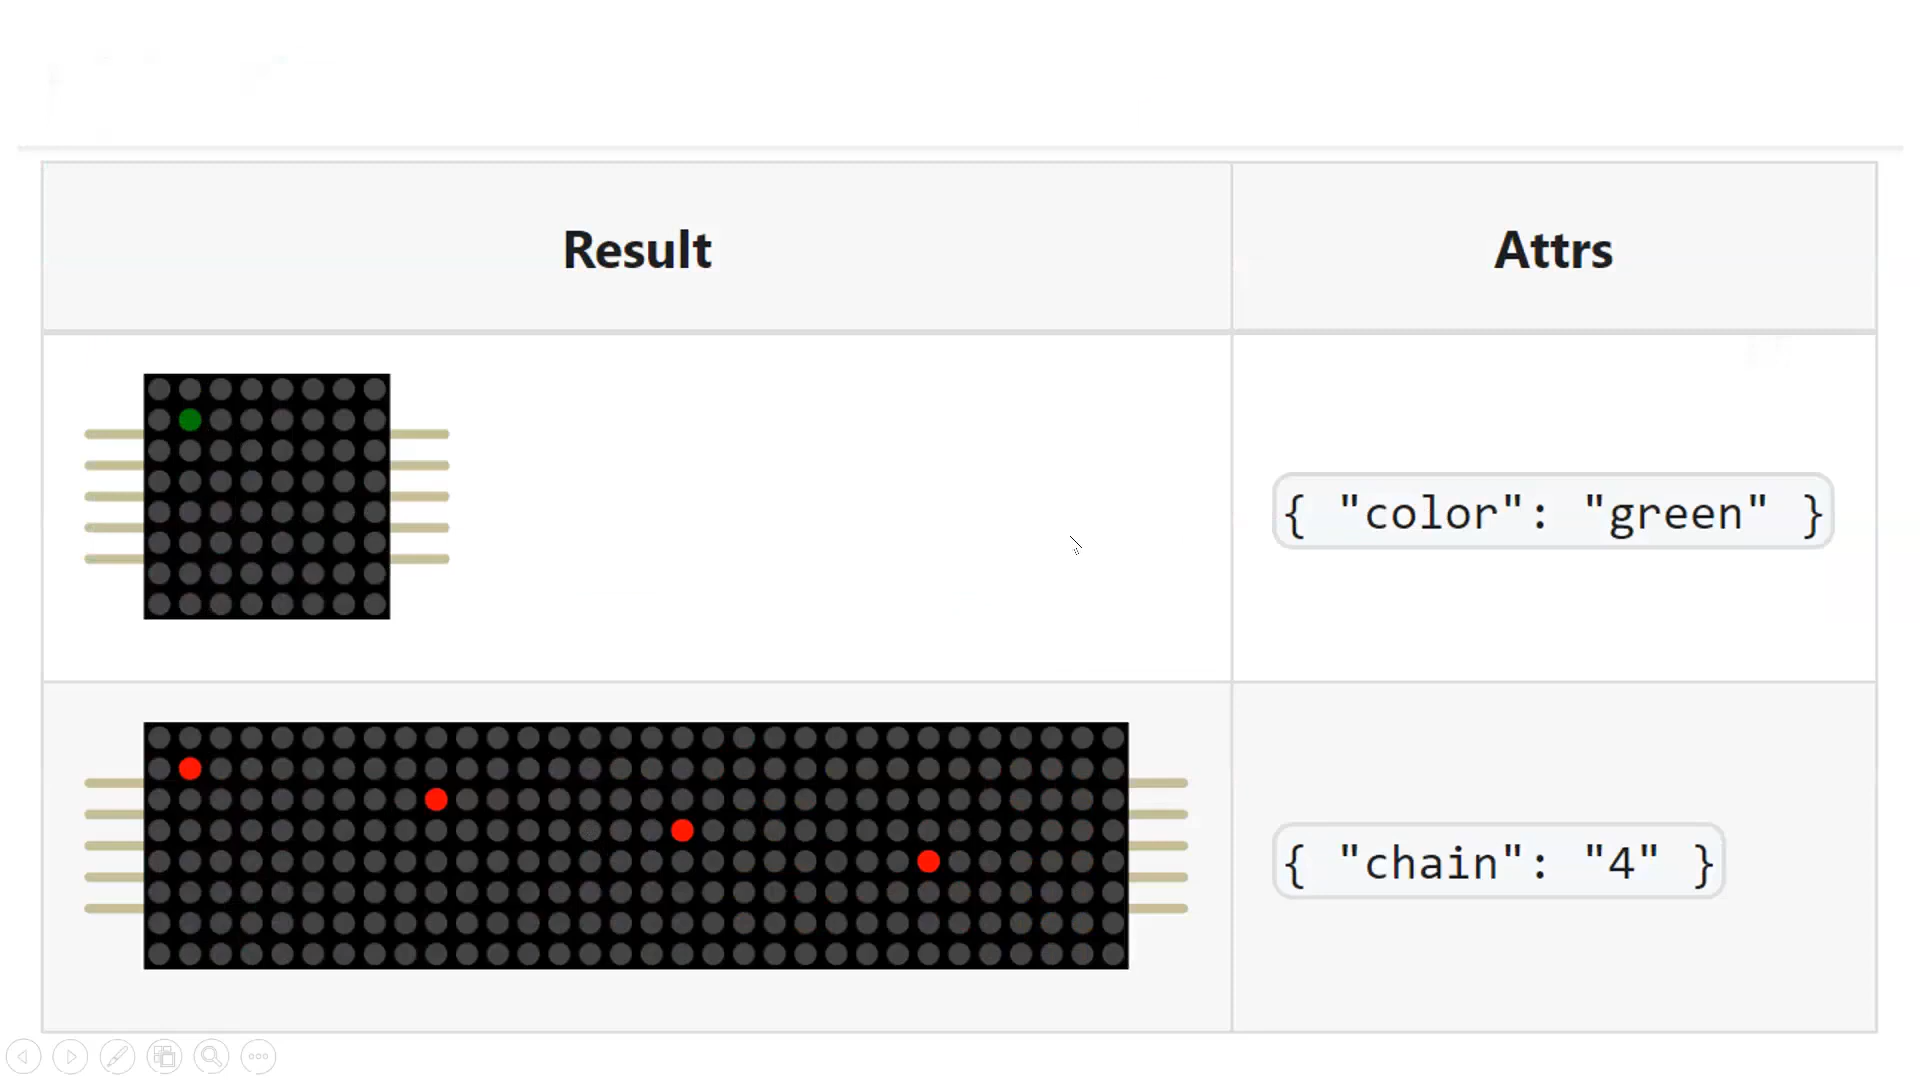 Result
Attrs
{ "color": "green" }
{ "chain": "4" }